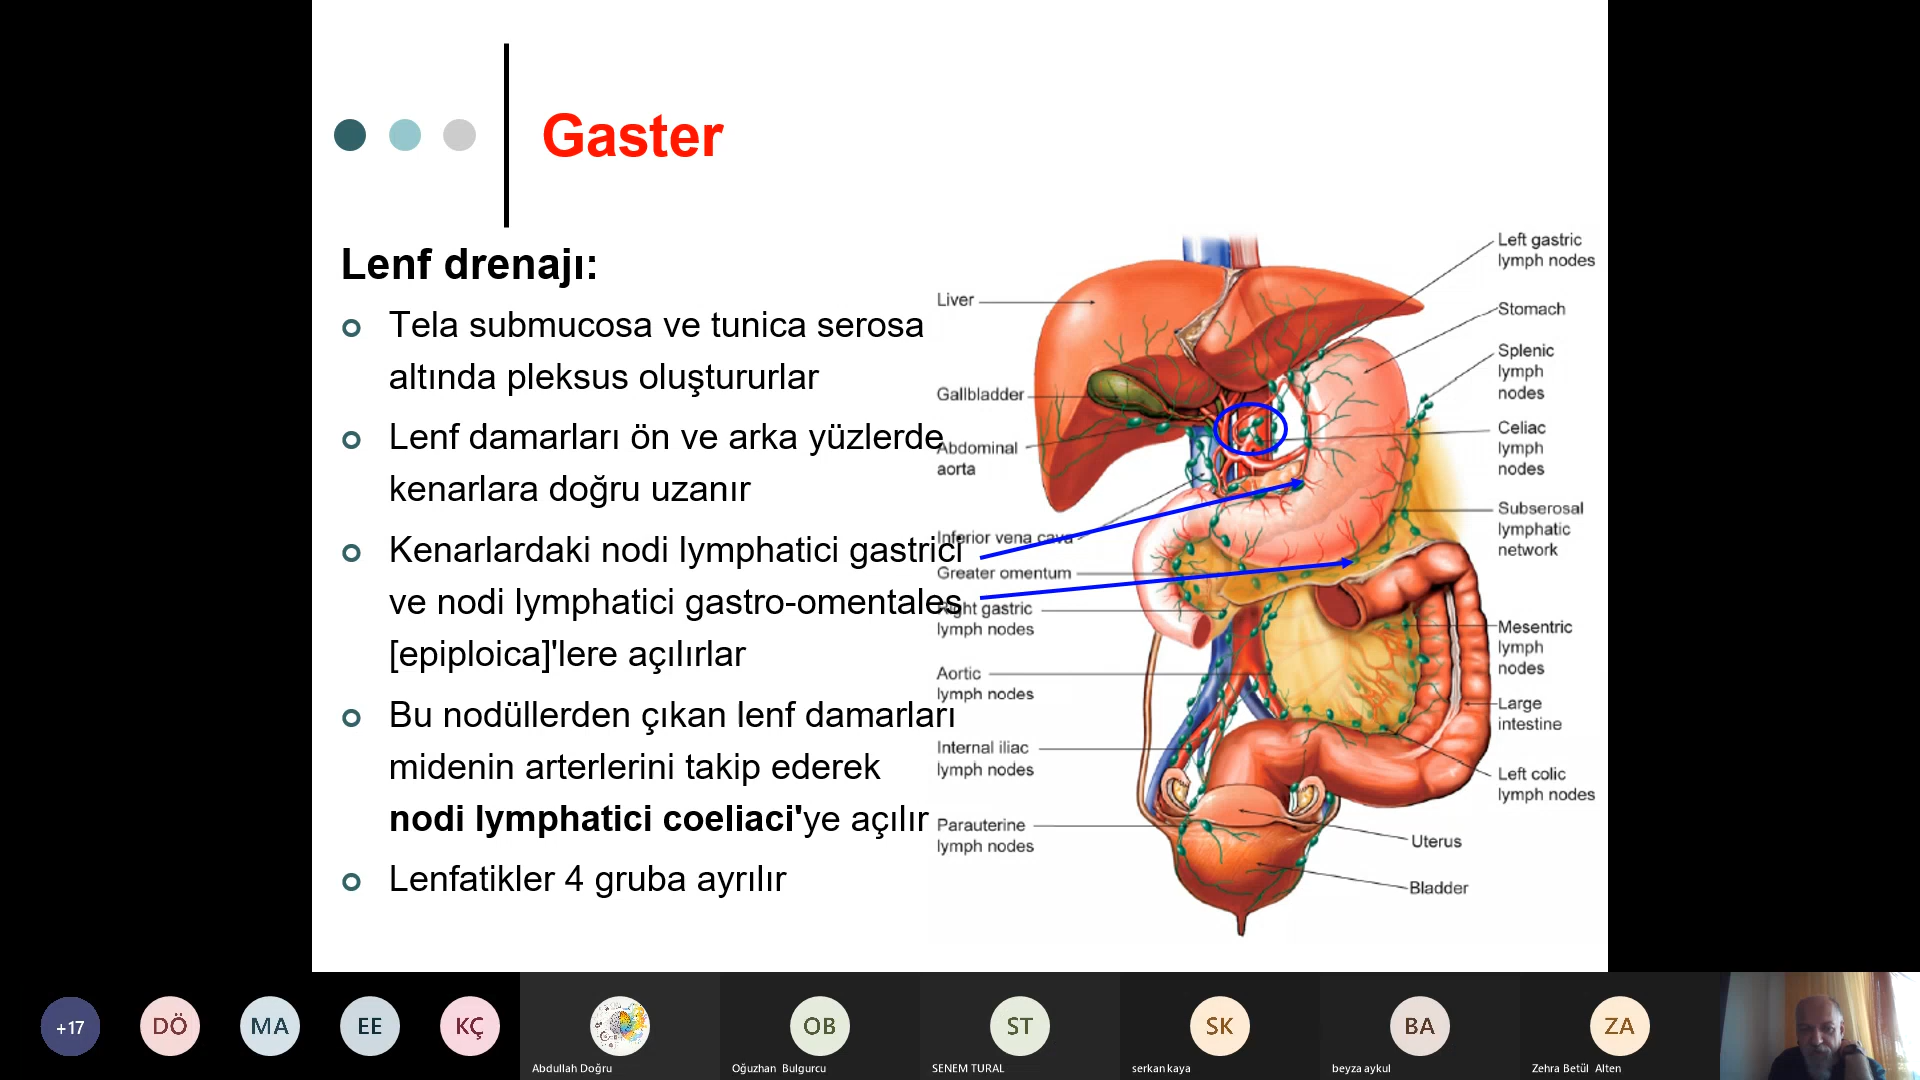 Gaster
Lenf drenajı:
Tela submucosa ve tunica serosa
altında pleksus oluştururlar
Lenf damarları ön ve arka yüzlerde
kenarlara doğru uzanır
Kenarlardaki nodi lymphatici gastrici
ve nodi lymphatici gastro-omentales
[epiploica]'lere açılırlar
Bu nodüllerden çıkan lenf damarları
midenin arterlerini takip ederek
nodi lymphatici coeliaci'ye açılır
Lenfatikler 4 gruba ayrılır
Liver
Gallbladder
Abdominal
aorta
Inferior vena cava
Greater omentum
Right gastric
lymph nodes
Aortic
lymph nodes
Internal iliac
lymph nodes
Parauterine
lymph nodes
Left gastric
lymph nodes
Stomach
Splenic
lymph
nodes
Celiac
lymph
nodes
Subserosal
lymphatic
network
Mesentric
lymph
nodes
Large
intestine
Left colic
lymph nodes
Uterus
Bladder
+17
DÖ
MA
EE
KÇ
Abdullah Doğru
OB
Oğuzhan Bulgurcu
ST
SENEM TURAL
SK
serkan kaya
BA
beyza aykul
ZA
Zehra Betül Alten